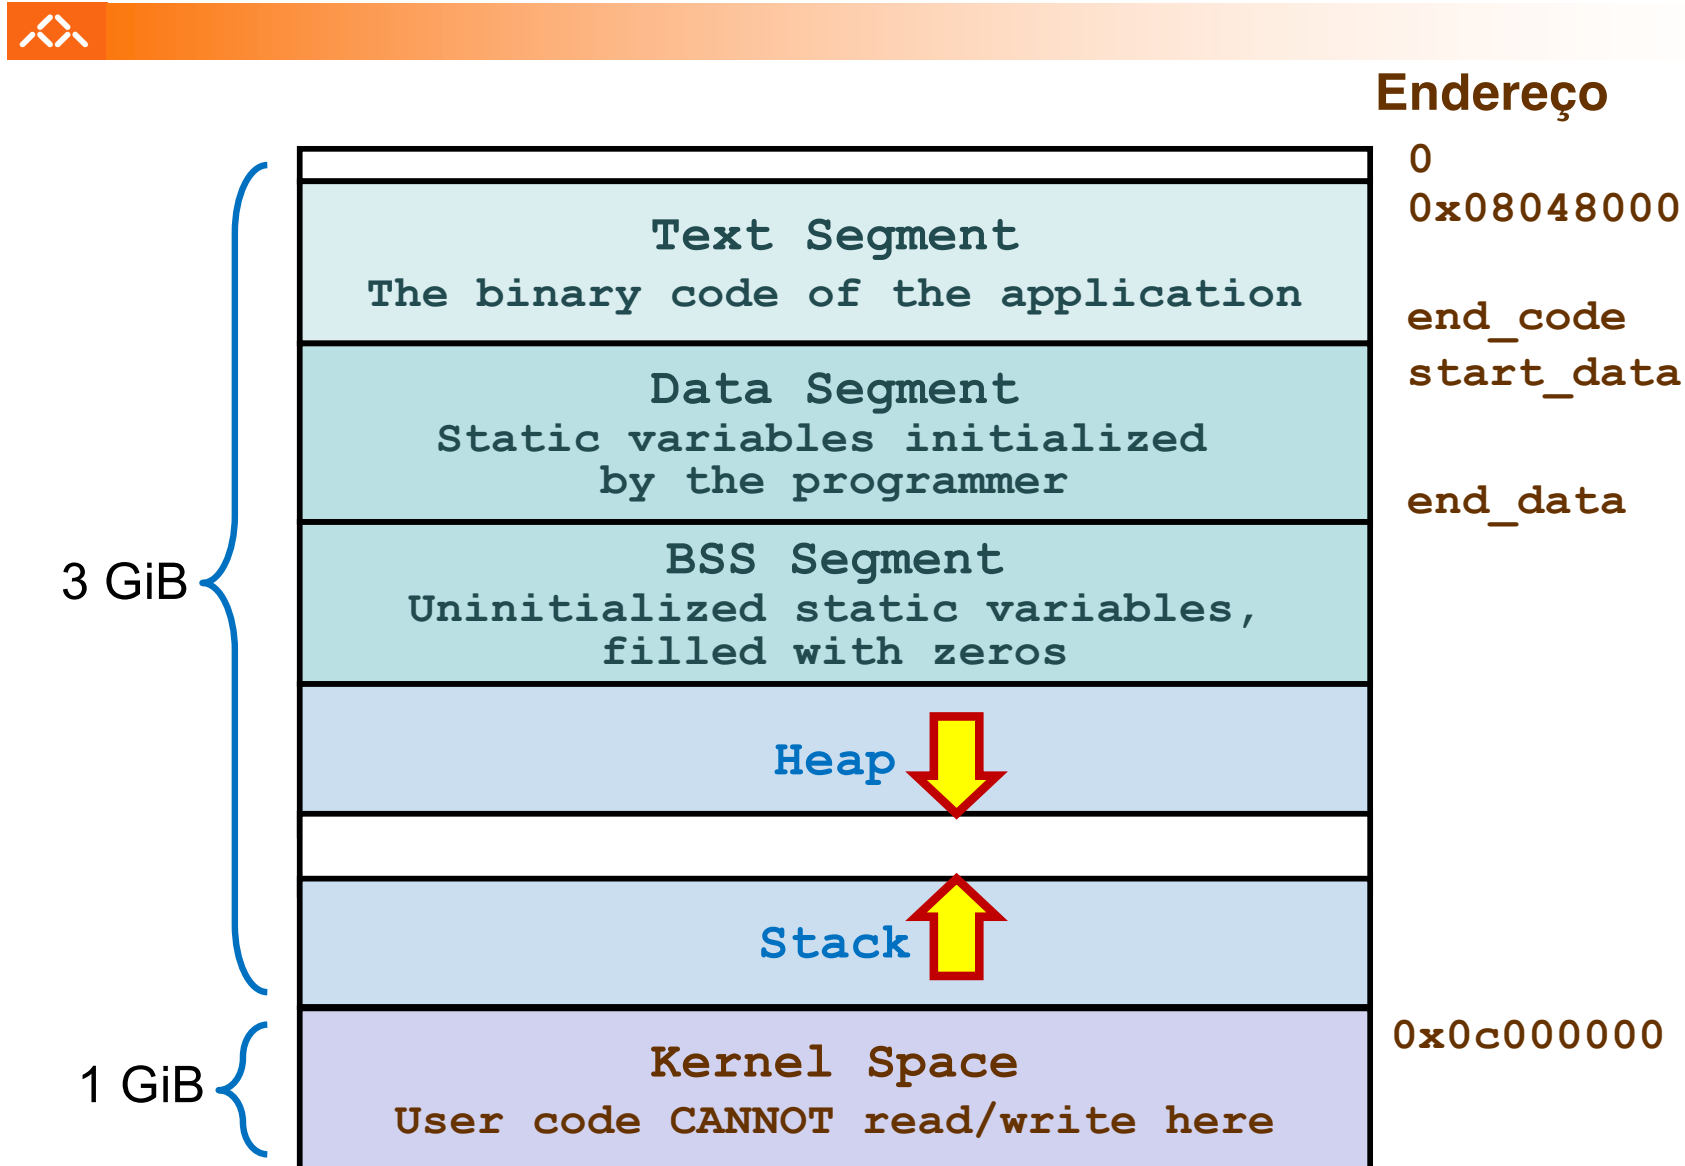 Endereço
0
0x08048000
Text Segment
The binary code of the application
end_code
start_data
Data Segment
Static variables initialized
by the programmer
end_data
BSS Segment
3 GiB
Uninitialized static variables,
filled with zeros
Heap
Stack
0x0c000000
Kernel Space
1 GiB
User code CANNOT read/write here